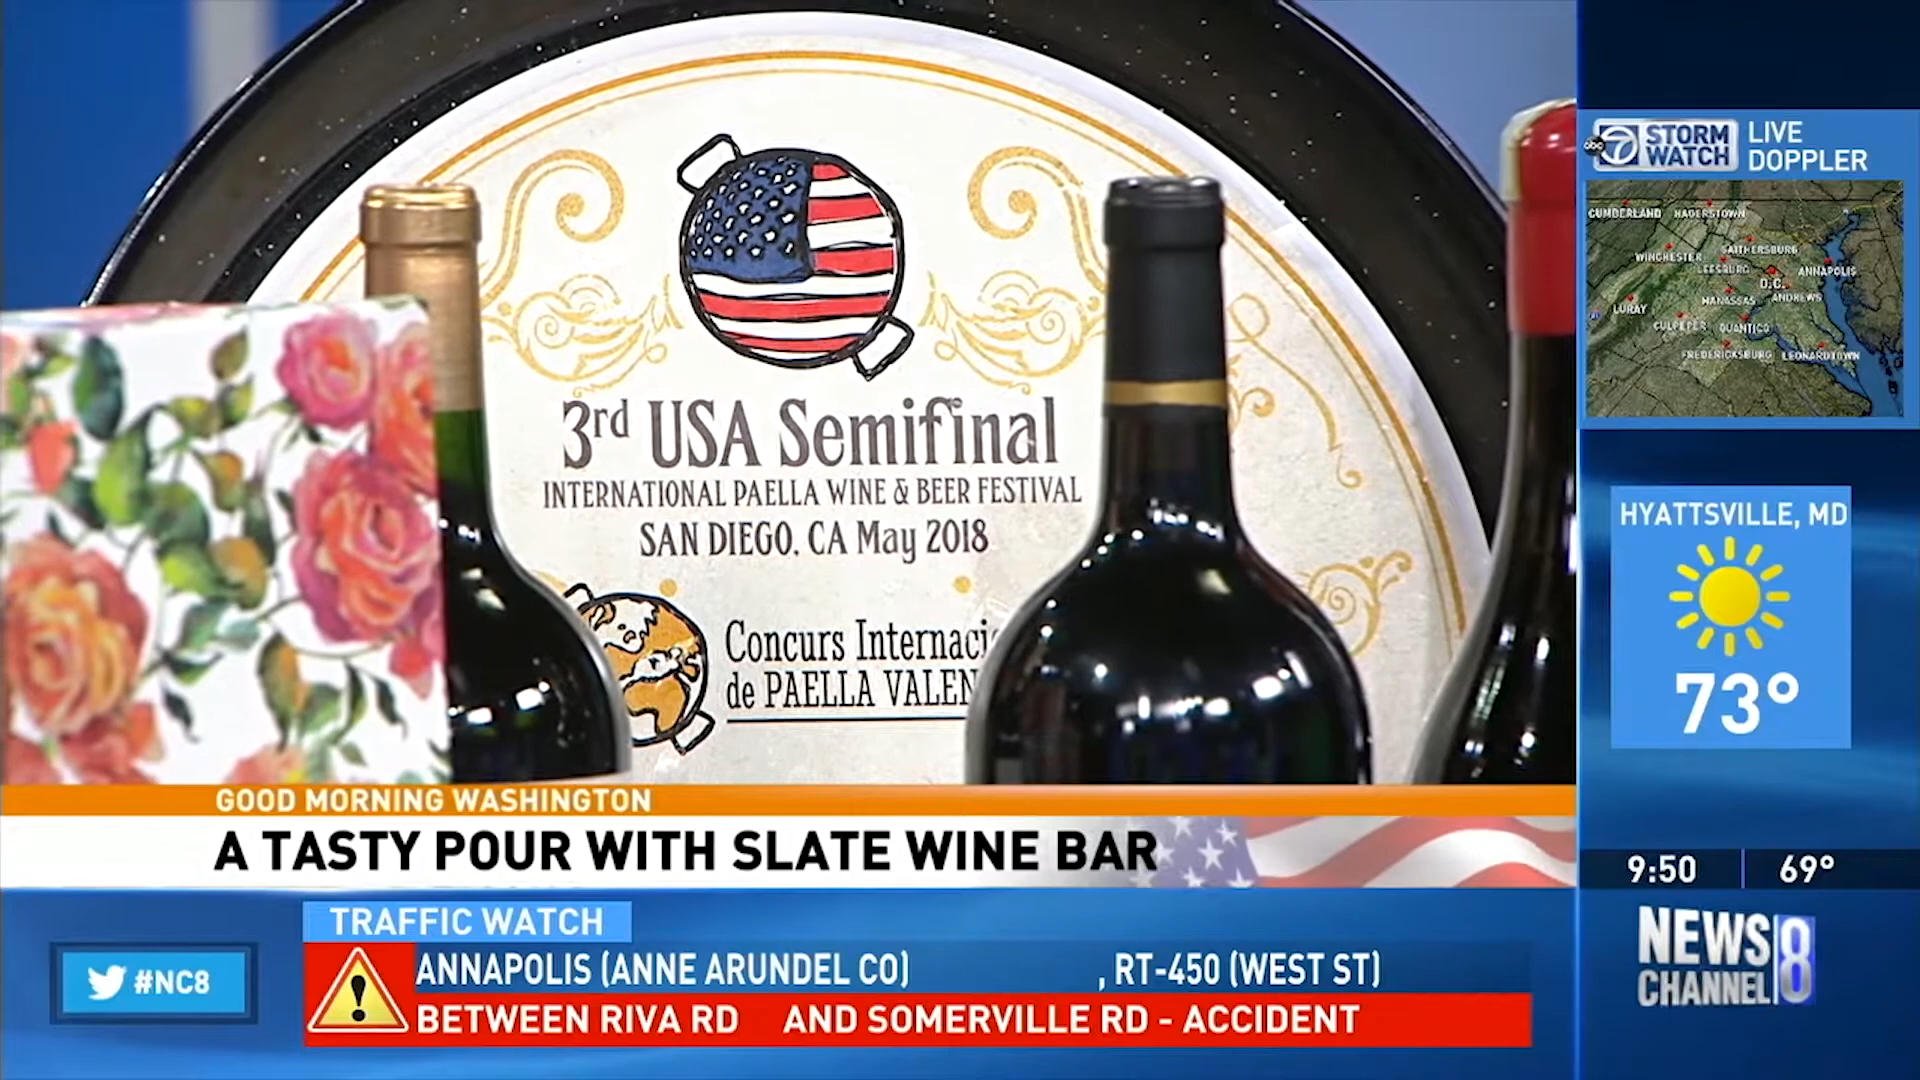 3rd USA Semifinal
INTERNATIONAL PAELLA WINE & BEER FESTIVAL
SAN DIEGO, CA May 2018
Concurs Internaci
de PAELLA VALEN
GOOD MORNING WASHINGTON
A TASTY POUR WITH SLATE WINE BAR
TRAFFIC WATCH
ANNAPOLIS (ANNE ARUNDEL CO) , RT-450 (WEST ST)
BETWEEN RIVA RD AND SOMERVILLE RD - ACCIDENT
#NC8
abc 7 STORM WATCH
LIVE DOPPLER
CUMBERLAND HAGERSTOWN
GAITHERSBURG
WINCHESTER
LEESBURG
ANNAPOLIS
D.C.
MANASSAS ANDREWS
LURAY
CULPEPER QUANTICO
FREDERICKSBURG LEONARDTOWN
HYATTSVILLE, MD
73°
9:50 69°
NEWS
CHANNEL 8